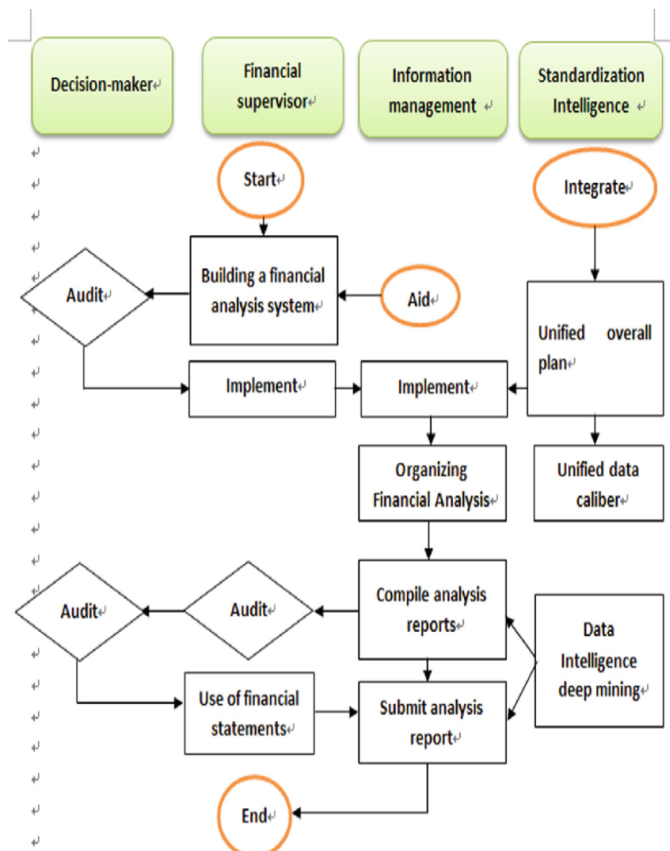 Decision-maker
Financial
supervisor
Information
management
Standardization
Intelligence
Start
Integrate
Audit
Building a financial
analysis system
Aid
Unified overall
plan
Implement
Implement
Organizing
Financial Analysis
Unified data
caliber
Audit
Audit
Compile analysis
reports
Data
Intelligence
deep mining
Use of financial
statements
Submit analysis
report
End